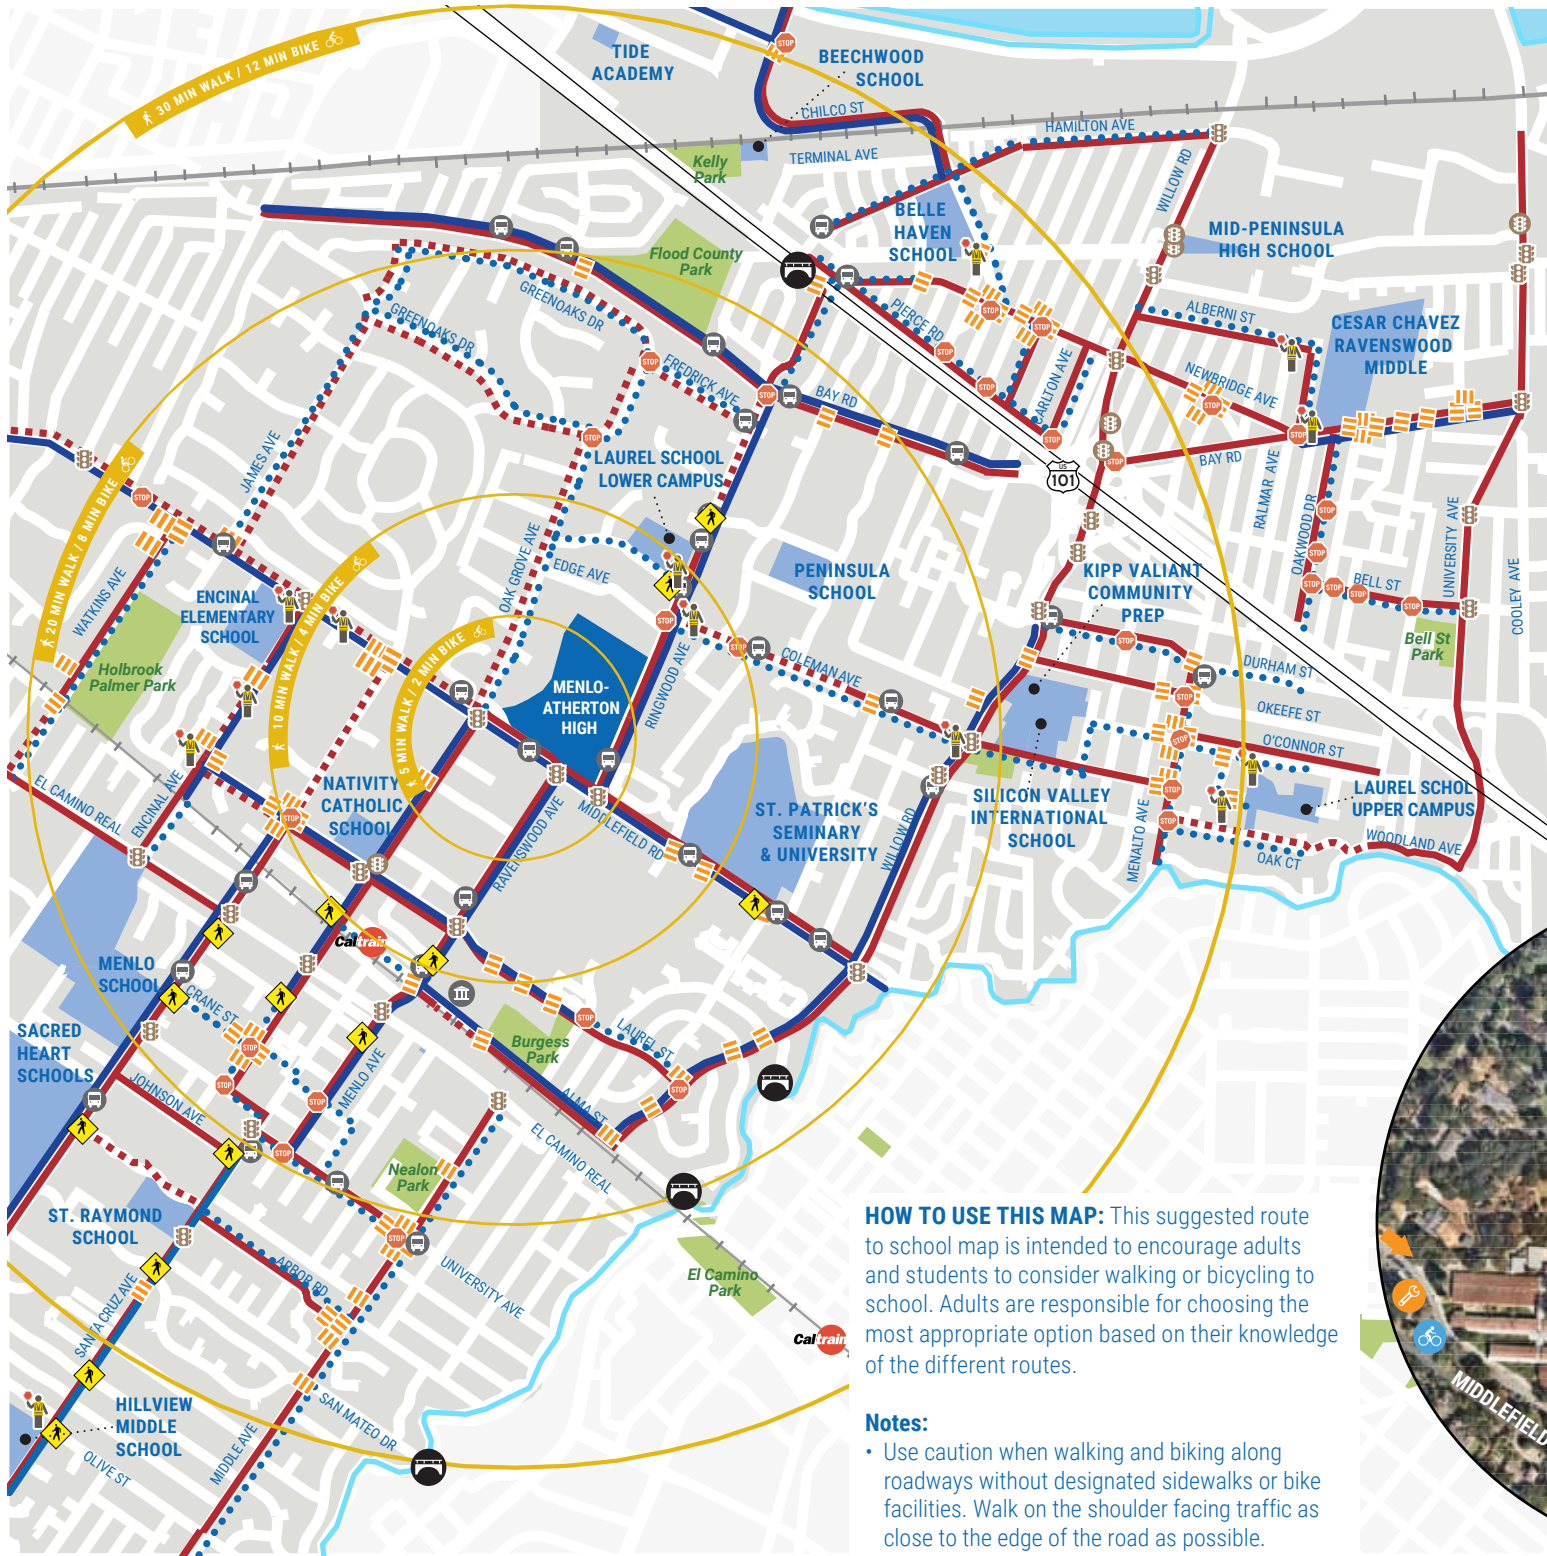 30 MIN WALK / 12 MIN BIKE
TIDE
ACADEMY
BEECHWOOD
SCHOOL
STOP
CHILCO ST
HAMILTON AVE
TERMINAL AVE
Kelly
Park
WILLOW RD
BELLE
HAVEN
SCHOOL
MID-PENINSULA
HIGH SCHOOL
Flood County
Park
GREENOAKS DR
GREENOAKS DR
PIERCE RD
ALBERNI ST
CESAR CHAVEZ
RAVENSWOOD
MIDDLE
FREDRICK AVE
BAY RD
CARLTON AVE
NEWBRIDGE AVE
JAMES AVE
LAUREL SCHOOL
LOWER CAMPUS
US
101
BAY RD
RALMAR AVE
OAKWOOD DR
UNIVERSITY AVE
COOLEY AVE
20 MIN WALK / 8 MIN BIKE
OAK GROVE AVE
EDGE AVE
PENINSULA
SCHOOL
KIPP VALIANT
COMMUNITY
PREP
BELL ST
Bell St
Park
WATKINS AVE
ENCINAL
ELEMENTARY
SCHOOL
10 MIN WALK / 4 MIN BIKE
5 MIN WALK / 2 MIN BIKE
Holbrook
Palmer Park
MENLO-
ATHERTON
HIGH
RINGWOOD AVE
COLEMAN AVE
DURHAM ST
OKEEFE ST
O'CONNOR ST
EL CAMINO REAL
ENCINAL AVE
NATIVITY
CATHOLIC
SCHOOL
RAVENSWOOD AVE
MIDDLEFIELD RD
ST. PATRICK'S
SEMINARY
& UNIVERSITY
WILLOW RD
SILICON VALLEY
INTERNATIONAL
SCHOOL
MENALTO AVE
LAUREL SCHOL
UPPER CAMPUS
WOODLAND AVE
OAK CT
Caltrain
MENLO
SCHOOL
CRANE ST
SACRED
HEART
SCHOOLS
JOHNSON AVE
MENLO AVE
Burgess
Park
LAUREL ST
ALMA ST
EL CAMINO REAL
Nealon
Park
ST. RAYMOND
SCHOOL
ARBOR RD
UNIVERSITY AVE
El Camino
Park
Caltrain
SANTA CRUZ AVE
HILLVIEW
MIDDLE
SCHOOL
OLIVE ST
MIDDLE AVE
SAN MATEO DR
HOW TO USE THIS MAP: This suggested route
to school map is intended to encourage adults
and students to consider walking or bicycling to
school. Adults are responsible for choosing the
most appropriate option based on their knowledge
of the different routes.
Notes:
• Use caution when walking and biking along
roadways without designated sidewalks or bike
facilities. Walk on the shoulder facing traffic as
close to the edge of the road as possible.
MIDDLEFIELD